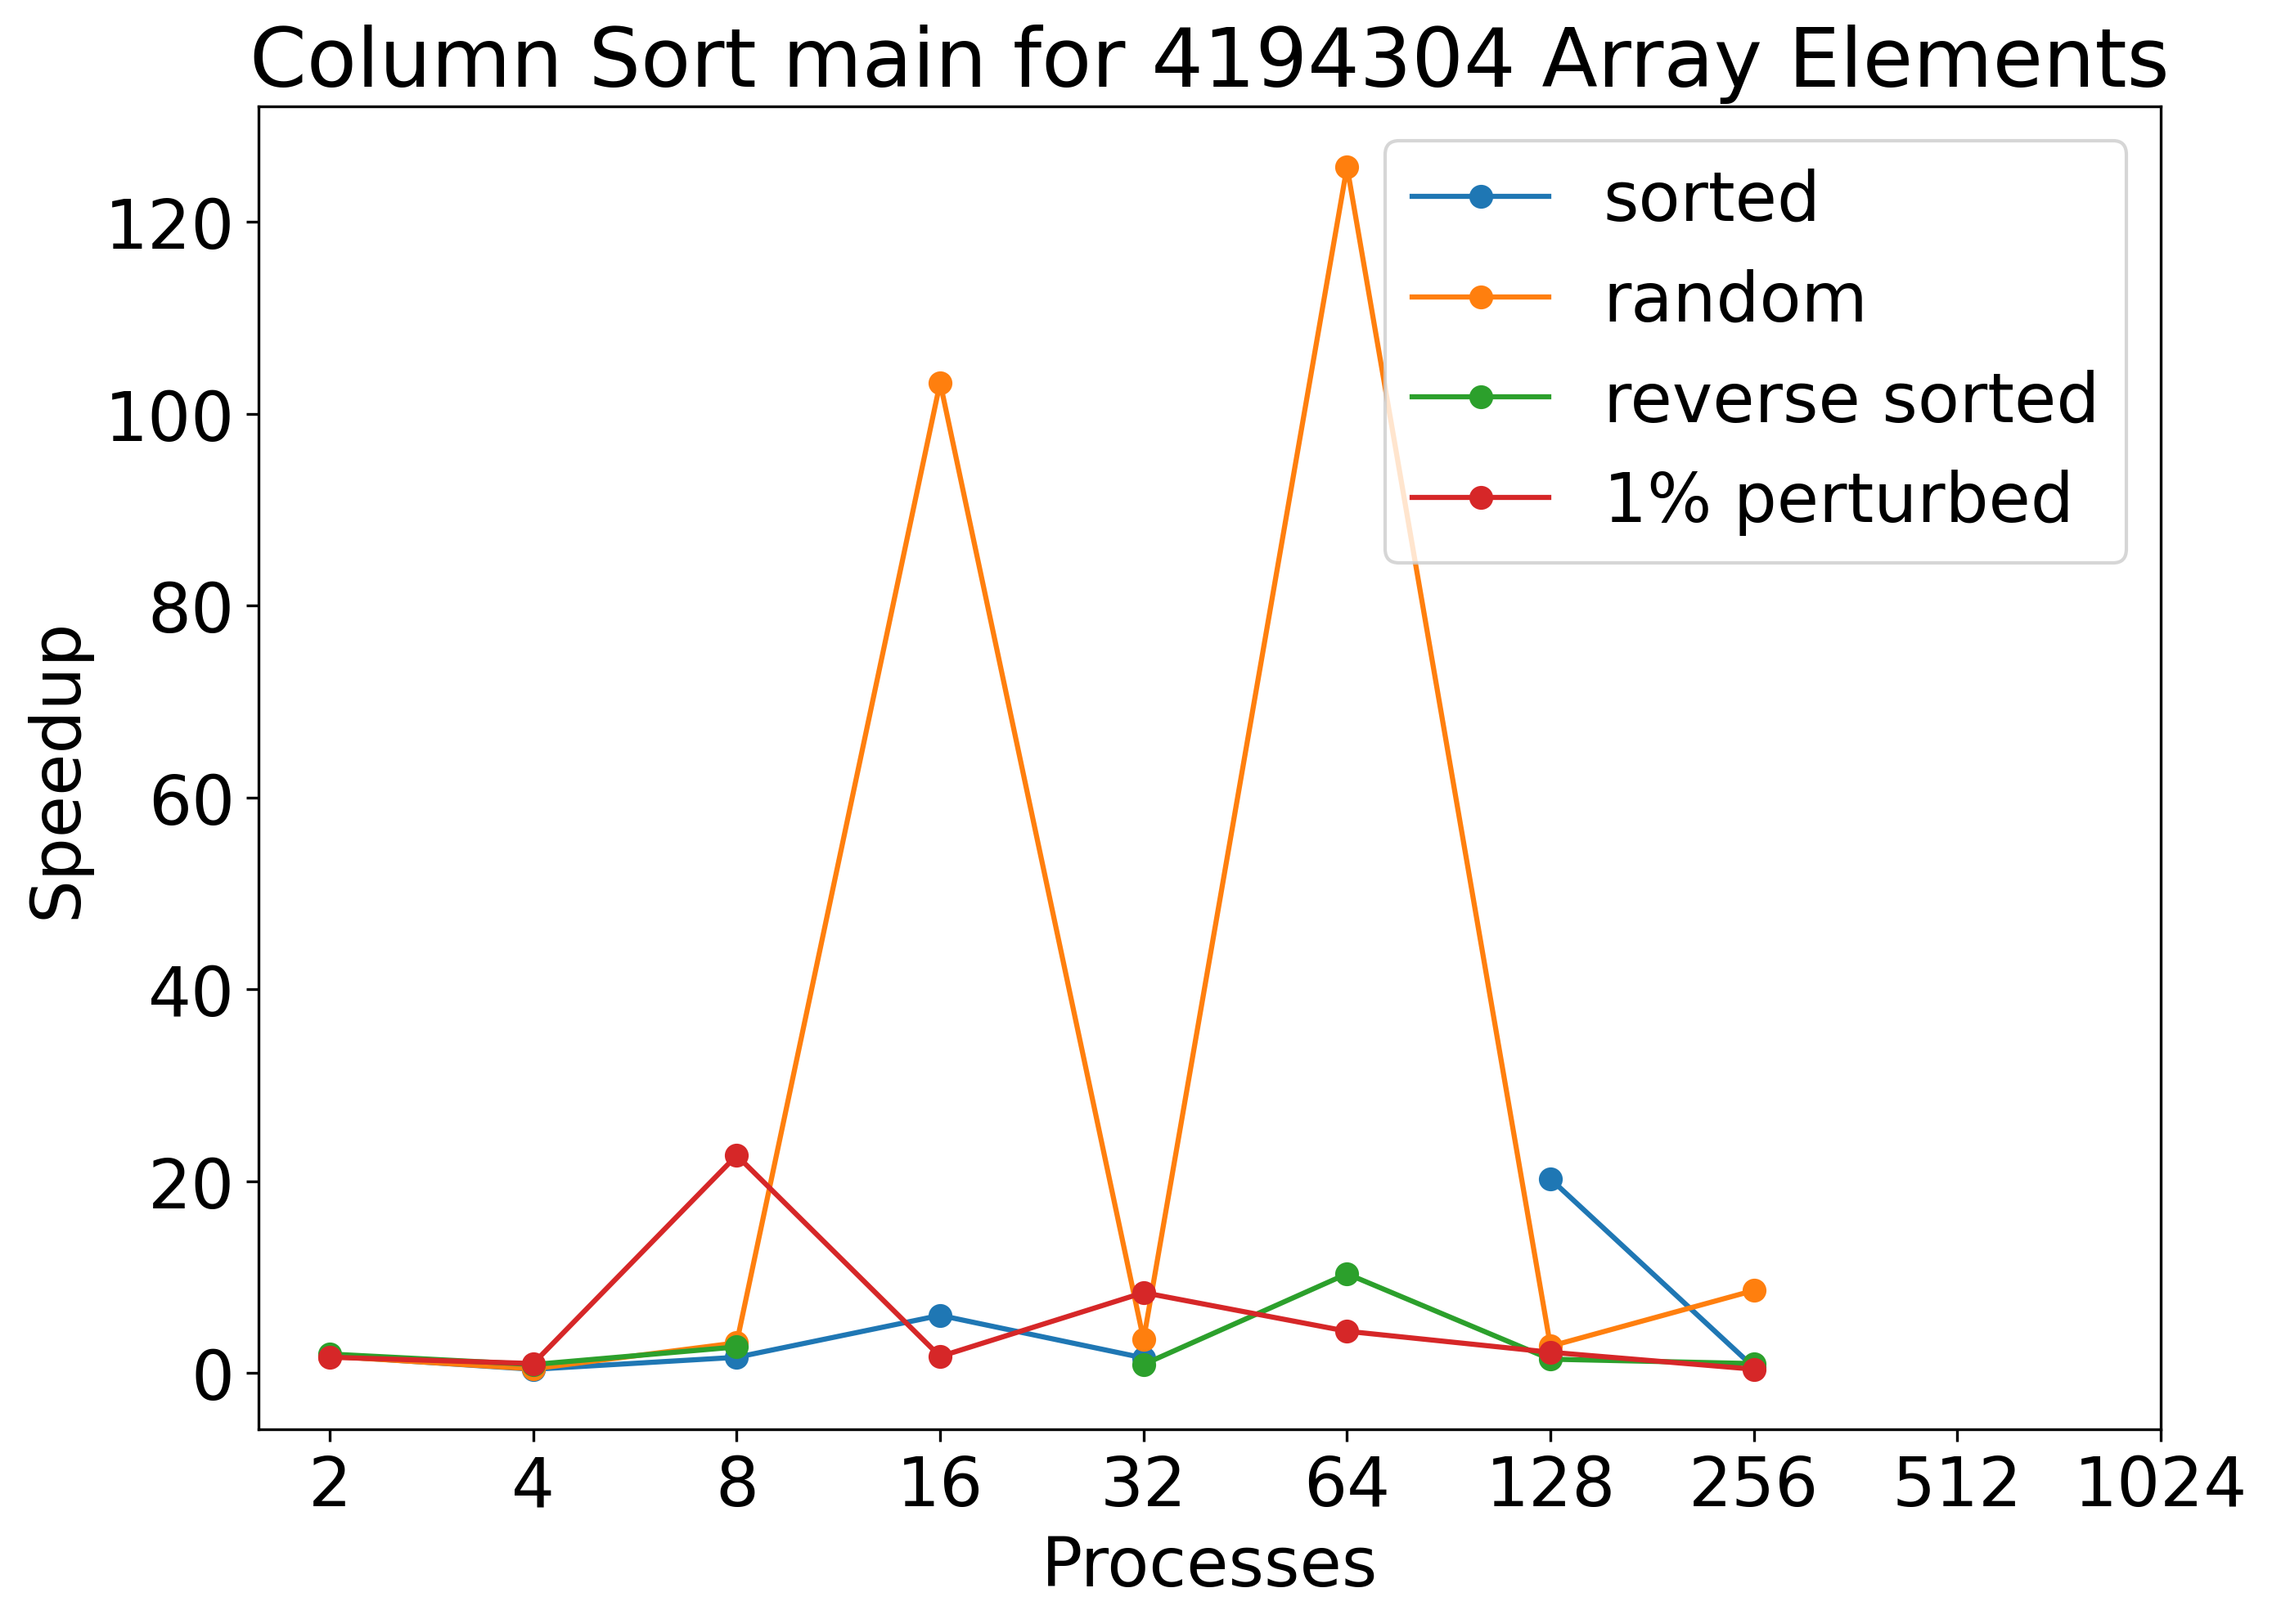 Column Sort main for 4194304 Array Elements
120
100
80
60
40
20
0
Speedup
sorted
random
reverse sorted
1% perturbed
2 4 8 16 32 64 128 256 512 1024
Processes